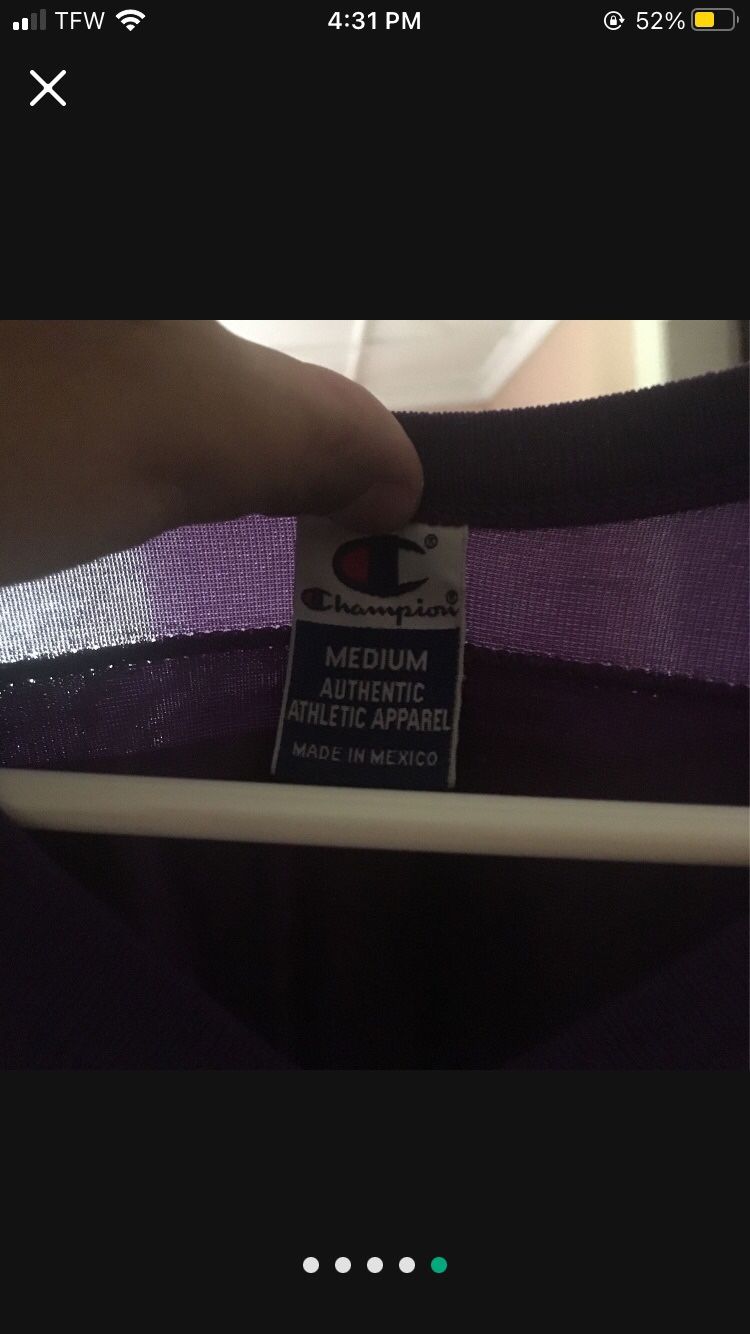 TFW 4:31 PM 52%
Champion®
MEDIUM
AUTHENTIC
ATHLETIC APPAREL
MADE IN MEXICO